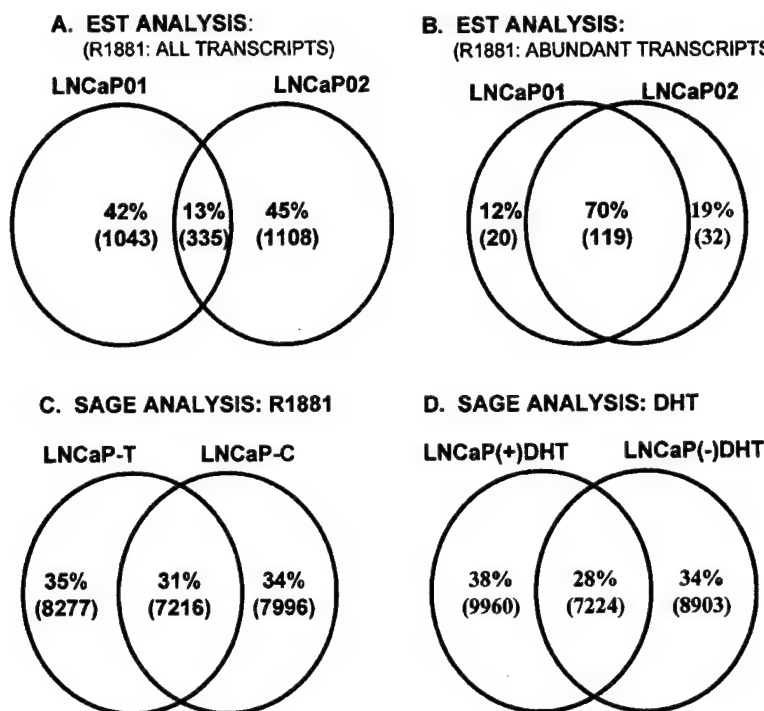 A. EST ANALYSIS:
(R1881: ALL TRANSCRIPTS)
LNCaP01 LNCaP02
42% 13% 45%
(1043) (335) (1108)
B. EST ANALYSIS:
(R1881: ABUNDANT TRANSCRIPTS
LNCaP01 LNCaP02
12% 70% 19%
(20) (119) (32)
C. SAGE ANALYSIS: R1881
LNCaP-T LNCaP-C
35% 31% 34%
(8277) (7216) (7996)
D. SAGE ANALYSIS: DHT
LNCaP(+)DHT LNCaP(-)DHT
38% 28% 34%
(9960) (7224) (8903)